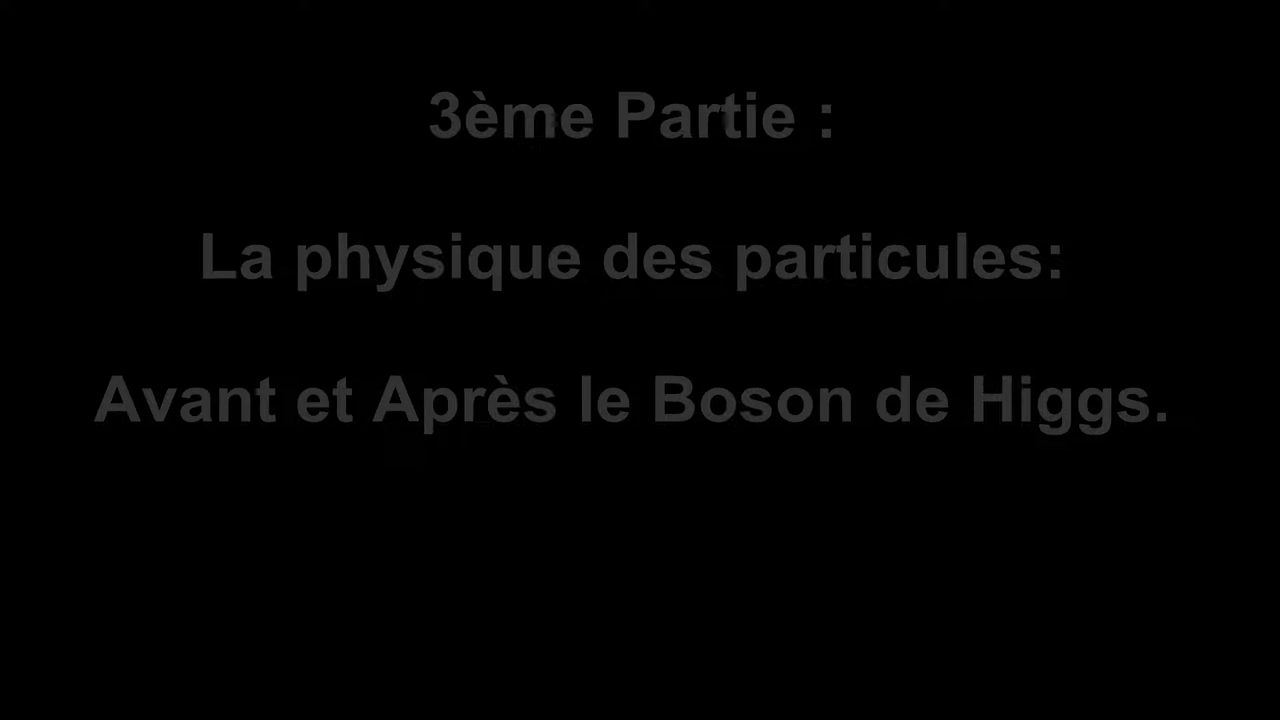 3ème Partie :
La physique des particules:
Avant et Après le Boson de Higgs.